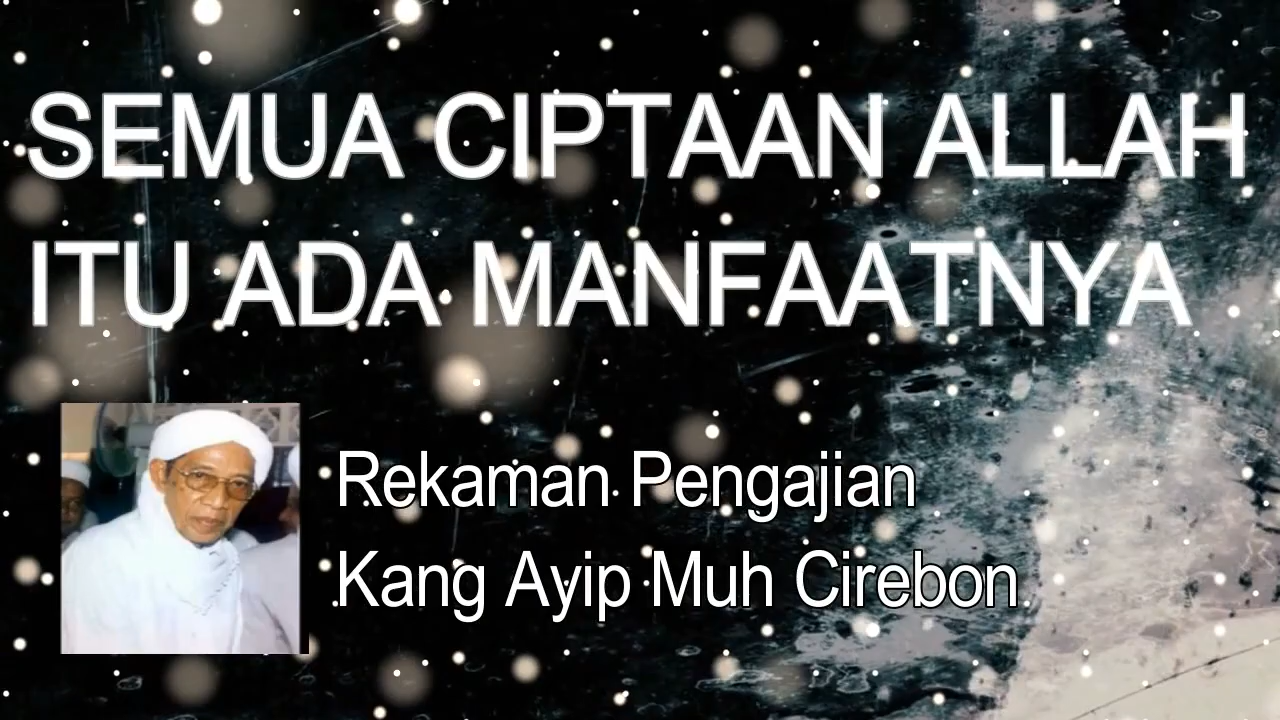 SEMUA CIPTAAN ALLAH
ITU ADA MANFAATNYA
Rekaman Pengajian
Kang Ayip Muh Cirebon